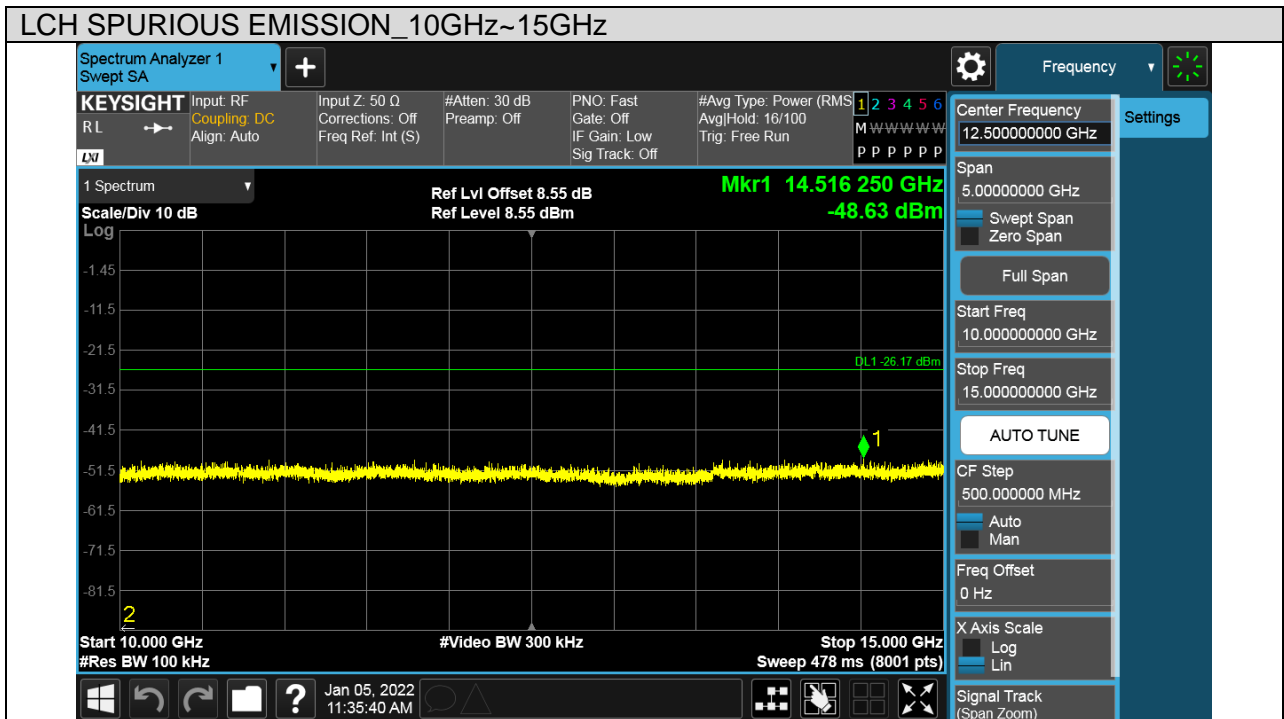 LCH SPURIOUS EMISSION_10GHz~15GHz
Spectrum Analyzer 1
Swept SA
Frequency
KEYSIGHT
RL
LXI
Input: RF
Coupling: DC
Align: Auto
Input Z: 50 Ω
Corrections: Off
Freq Ref: Int (S)
#Atten: 30 dB
Preamp: Off
PNO: Fast
Gate: Off
IF Gain: Low
Sig Track: Off
#Avg Type: Power (RMS
Avg|Hold: 16/100
Trig: Free Run
1 2 3 4 5 6
M W W W W W
P P P P P P
1 Spectrum
Scale/Div 10 dB
Log
Ref Lvl Offset 8.55 dB
Ref Level 8.55 dBm
Mkr1 14.516 250 GHz
-48.63 dBm
-1.45
-11.5
-21.5
DL1 -26.17 dBm
-31.5
-41.5
1
-51.5
-61.5
-71.5
-81.5
2
Start 10.000 GHz
#Res BW 100 kHz
#Video BW 300 kHz
Stop 15.000 GHz
Sweep 478 ms (8001 pts)
Center Frequency
12.500000000 GHz
Settings
Span
5.00000000 GHz
Swept Span
Zero Span
Full Span
Start Freq
10.000000000 GHz
Stop Freq
15.000000000 GHz
AUTO TUNE
CF Step
500.000000 MHz
Auto
Man
Freq Offset
0 Hz
X Axis Scale
Log
Lin
Signal Track
(Span Zoom)
?
Jan 05, 2022
11:35:40 AM